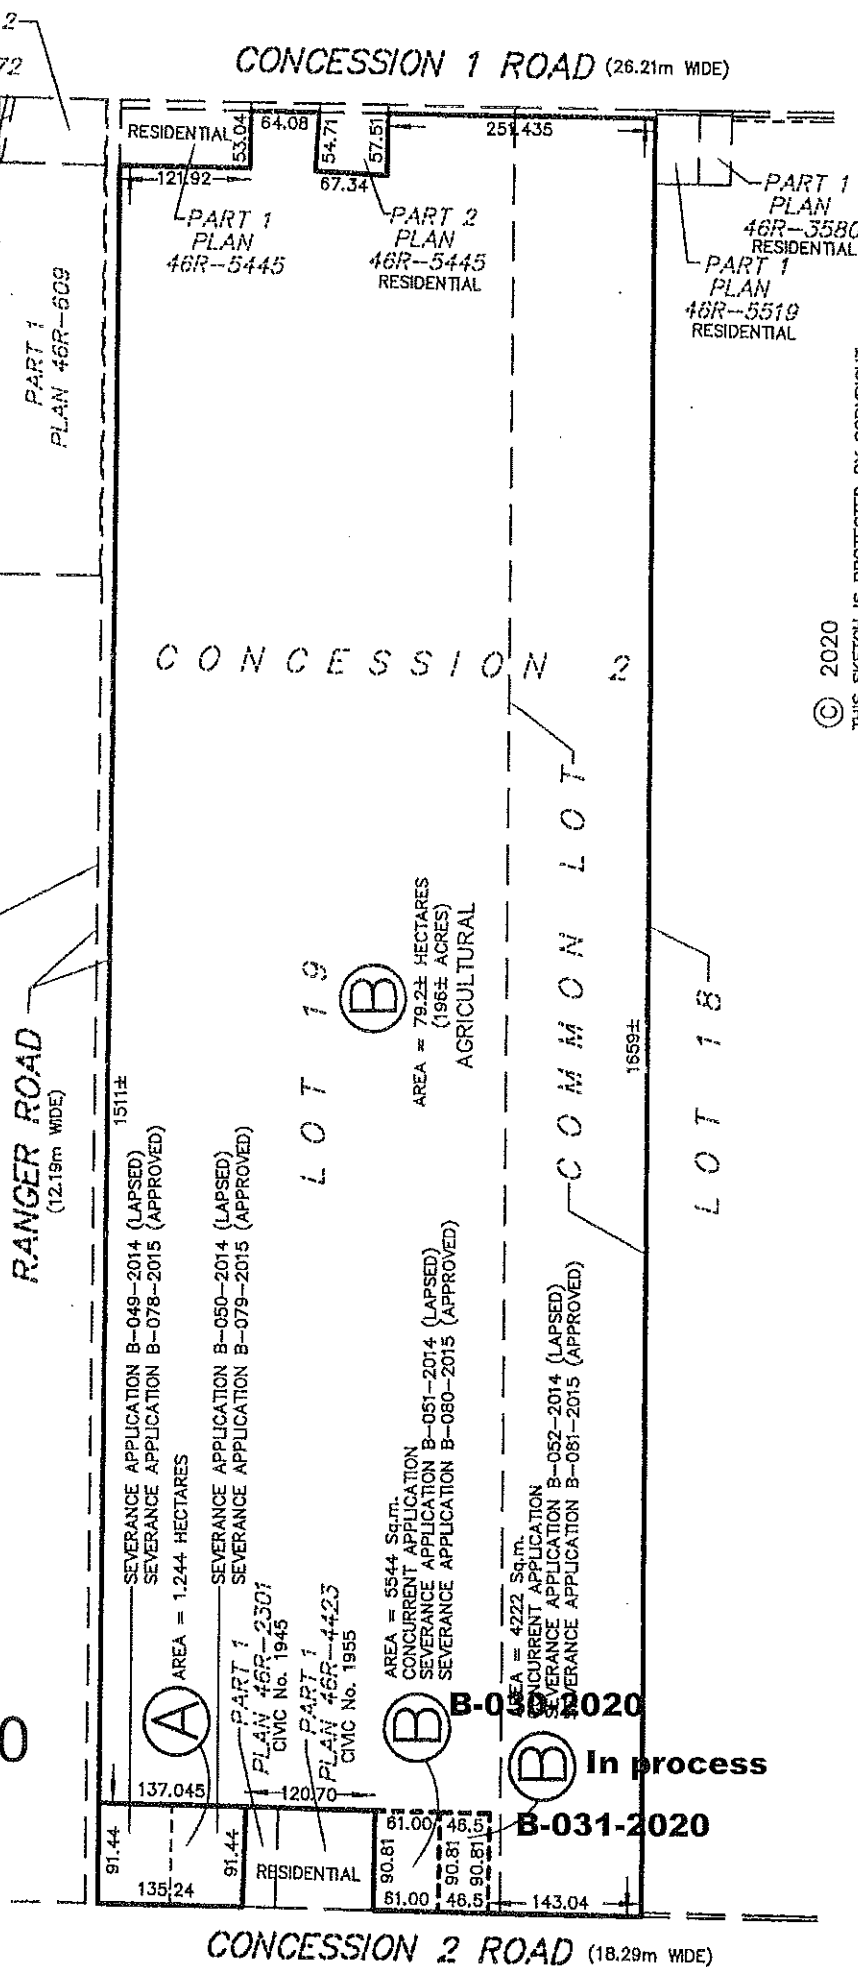 2
72
CONCESSION 1 ROAD (26.21m WIDE)
RESIDENTIAL
53.04
64.08
54.71
57.51
251.435
121.92
67.34
PART 1
PLAN
46R-5445
PART 2
PLAN
46R-5445
RESIDENTIAL
PART 1
PLAN
46R-3580
RESIDENTIAL
PART 1
PLAN
46R-5519
RESIDENTIAL
PART 1
PLAN 46R-609
© 2020
CONCESSION 2
COMMON LOT
LOT 19
B
AREA = 79.2± HECTARES
(196± ACRES)
AGRICULTURAL
LOT 18
1659±
RANGER ROAD
(12.19m WIDE)
1511±
SEVERANCE APPLICATION B-049-2014 (LAPSED)
SEVERANCE APPLICATION B-078-2015 (APPROVED)
AREA = 1.244 HECTARES
SEVERANCE APPLICATION B-050-2014 (LAPSED)
SEVERANCE APPLICATION B-079-2015 (APPROVED)
PART 1
PLAN 46R-2301
CIVIC No. 1945
PART 1
PLAN 46R-4423
CIVIC No. 1955
AREA = 5544 Sq.m.
CONCURRENT APPLICATION
SEVERANCE APPLICATION B-051-2014 (LAPSED)
SEVERANCE APPLICATION B-080-2015 (APPROVED)
AREA = 4222 Sq.m.
CONCURRENT APPLICATION
SEVERANCE APPLICATION B-052-2014 (LAPSED)
SEVERANCE APPLICATION B-081-2015 (APPROVED)
0
A
B
B-030-2020
B
In process
B-031-2020
137.045
120.70
61.00
46.5
91.44
91.44
RESIDENTIAL
90.81
90.81
90.81
135.24
61.00
46.5
143.04
CONCESSION 2 ROAD (18.29m WIDE)